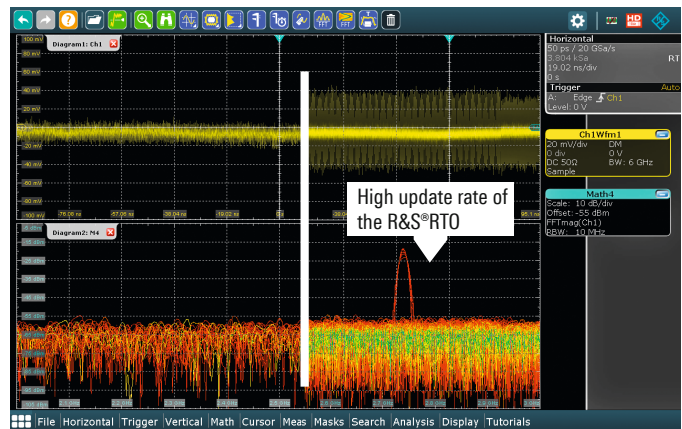 Horizontal
50 ps / 20 GSa/s
3.804 kSa
RT
19.02 ns/div
0 s
Trigger
Auto
A: Edge Ch1
Level: 0 V
Ch1Wfm1
20 mV/div DM
0 div 0 V
DC 50Ω BW: 6 GHz
Sample
Math4
Scale: 10 dB/div
Offset: -55 dBm
FFTmag(Ch1)
RBW: 10 MHz
Diagram1: Ch1
100 mV
80 mV
60 mV
40 mV
20 mV
-20 mV
-40 mV
-60 mV
-80 mV
-100 mV
-76.08 ns
-57.06 ns
-38.04 ns
-19.02 ns
0 s
95.1 ns
High update rate of
the R&S®RTO
Diagram2: M4
File Horizontal Trigger Vertical Math Cursor Meas Masks Search Analysis Display Tutorials